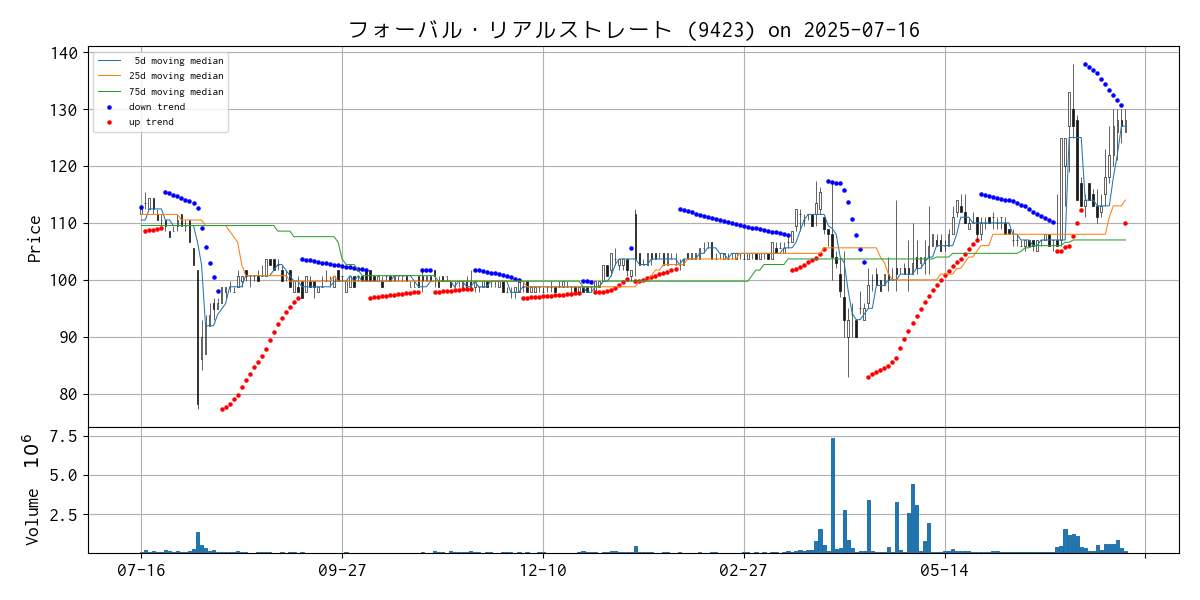 フォーバル・リアルストレート (9423) on 2025-07-16
140
5d moving median
25d moving median
75d moving median
down trend
up trend
130
120
110
100
90
80
Price
7.5
5.0
2.5
Volume 10^6
07-16
09-27
12-10
02-27
05-14